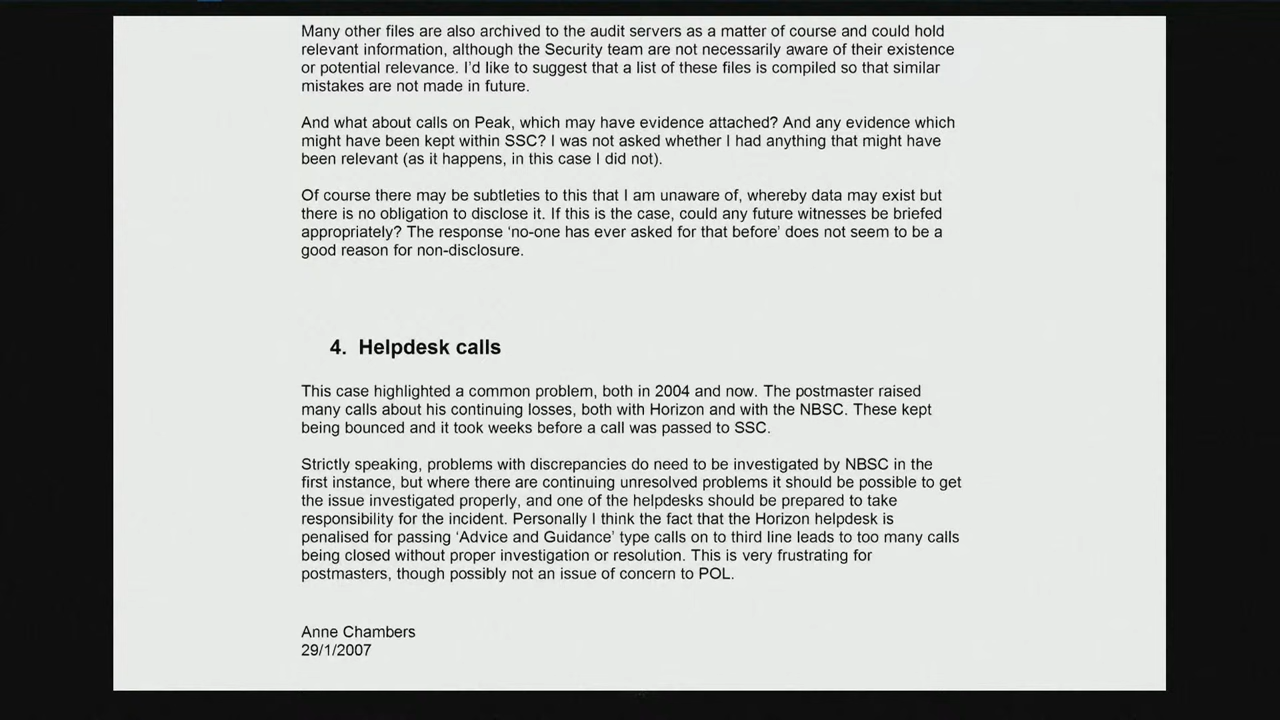 Many other files are also archived to the audit servers as a matter of course and could hold
relevant information, although the Security team are not necessarily aware of their existence
or potential relevance. I'd like to suggest that a list of these files is compiled so that similar
mistakes are not made in future.
And what about calls on Peak, which may have evidence attached? And any evidence which
might have been kept within SSC? I was not asked whether I had anything that might have
been relevant (as it happens, in this case I did not).
Of course there may be subtleties to this that I am unaware of, whereby data may exist but
there is no obligation to disclose it. If this is the case, could any future witnesses be briefed
appropriately? The response 'no-one has ever asked for that before' does not seem to be a
good reason for non-disclosure.
4. Helpdesk calls
This case highlighted a common problem, both in 2004 and now. The postmaster raised
many calls about his continuing losses, both with Horizon and with the NBSC. These kept
being bounced and it took weeks before a call was passed to SSC.
Strictly speaking, problems with discrepancies do need to be investigated by NBSC in the
first instance, but where there are continuing unresolved problems it should be possible to get
the issue investigated properly, and one of the helpdesks should be prepared to take
responsibility for the incident. Personally I think the fact that the Horizon helpdesk is
penalised for passing 'Advice and Guidance' type calls on to third line leads to too many calls
being closed without proper investigation or resolution. This is very frustrating for
postmasters, though possibly not an issue of concern to POL.
Anne Chambers
29/1/2007